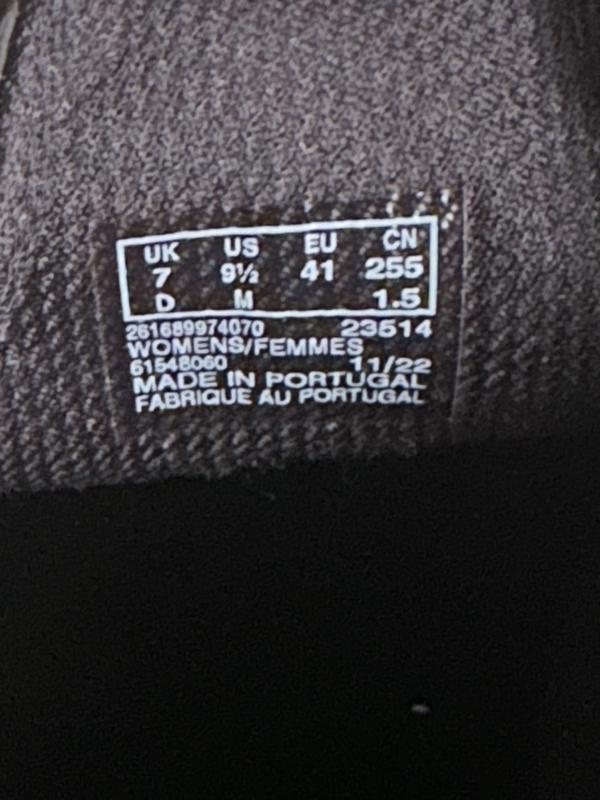 UK US EU CN
7 9½ 41 255
D M 1.5
261689974070 23514
WOMENS/FEMMES
61548060 11/22
MADE IN PORTUGAL
FABRIQUE AU PORTUGAL